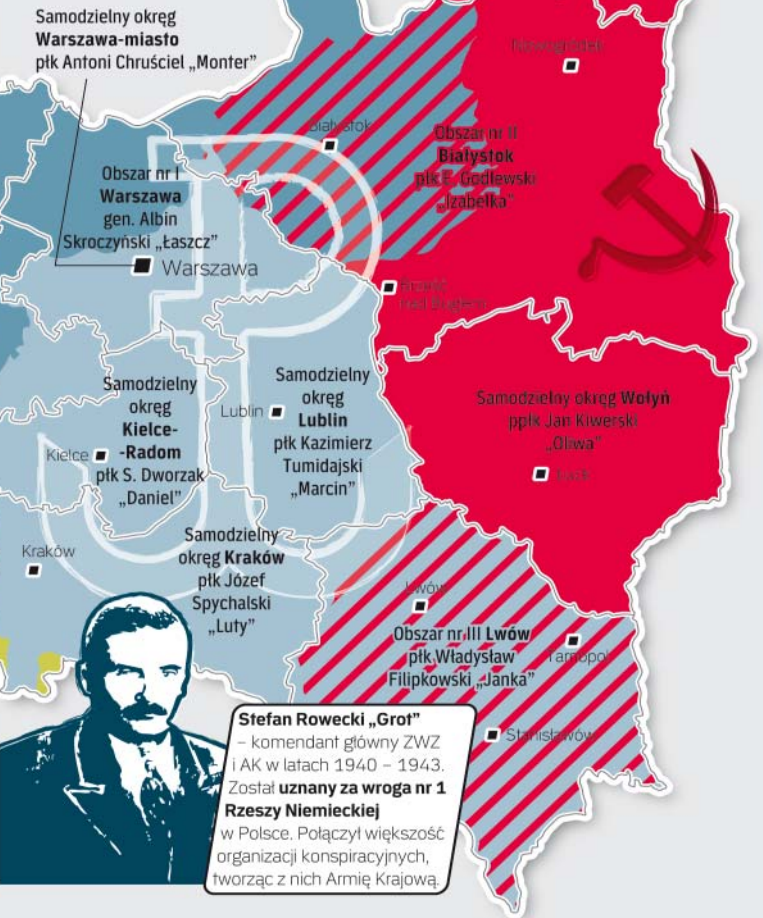 Samodzielny okręg
Warszawa-miasto
płk Antoni Chruściel „Monter”
Nowogródek
Białystok
Obszar nr II
Białystok
płk E. Godlewski
„Izabelka”
Obszar nr I
Warszawa
gen. Albin
Skroczyński „Łaszcz”
Warszawa
Brześć
nad Bugiem
Samodzielny
okręg
Kielce-
-Radom
płk S. Dworzak
„Daniel”
Kielce
Samodzielny
okręg
Lublin
płk Kazimierz
Tumidajski
„Marcin”
Lublin
Samodzielny okręg Wołyń
ppłk Jan Kiwerski
„Oliwa”
Łuck
Kraków
Samodzielny
okręg Kraków
płk Józef
Spychalski
„Luty”
Lwów
Obszar nr III Lwów
płk Władysław
Filipkowski „Janka”
Tarnopol
Stanisławów
Stefan Rowecki „Grot”
– komendant główny ZWZ
i AK w latach 1940 – 1943.
Został uznany za wroga nr 1
Rzeszy Niemieckiej
w Polsce. Połączył większość
organizacji konspiracyjnych,
tworząc z nich Armię Krajową.